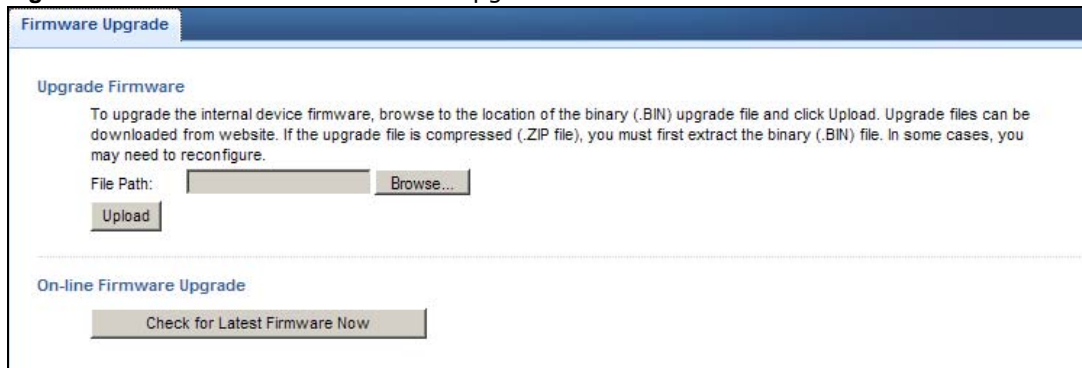 Firmware Upgrade
Upgrade Firmware
To upgrade the internal device firmware, browse to the location of the binary (.BIN) upgrade file and click Upload. Upgrade files can be
downloaded from website. If the upgrade file is compressed (.ZIP file), you must first extract the binary (.BIN) file. In some cases, you
may need to reconfigure.
File Path: Browse...
Upload
On-line Firmware Upgrade
Check for Latest Firmware Now